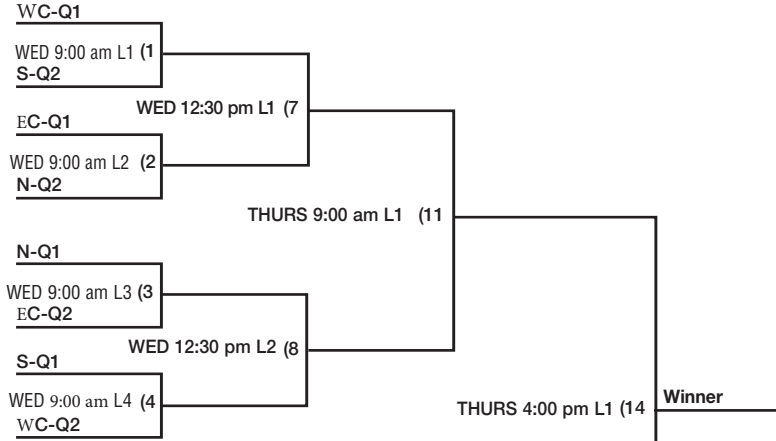 WC-Q1
WED 9:00 am L1 (1
S-Q2
WED 12:30 pm L1 (7
EC-Q1
WED 9:00 am L2 (2
N-Q2
THURS 9:00 am L1 (11
N-Q1
WED 9:00 am L3 (3
EC-Q2
WED 12:30 pm L2 (8
S-Q1
WED 9:00 am L4 (4
WC-Q2
THURS 4:00 pm L1 (14
Winner